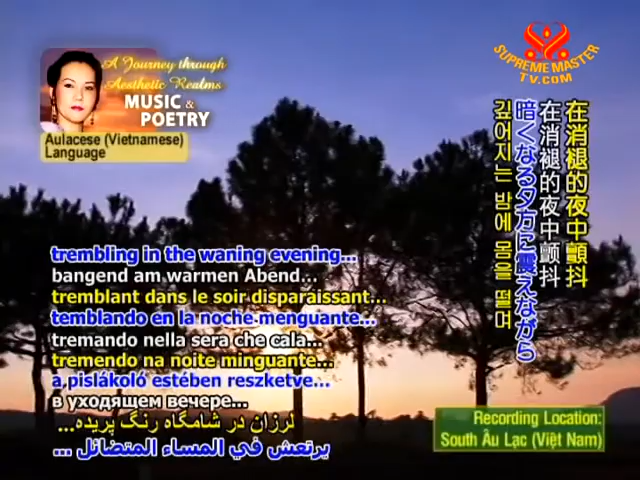 A Journey through
Aesthetic Realms
MUSIC &
POETRY
Aulacese (Vietnamese)
Language
SUPREME MASTER
TV.COM
在消褪的夜中顫抖
在消褪的夜中颤抖
暗くなる夕方に震えながら
깊어지는 밤에 몸을 떨며
trembling in the waning evening...
bangend am warmen Abend...
tremblant dans le soir disparaissant...
temblando en la noche menguante...
tremando nella sera che cala...
tremendo na noite minguante...
a pislákoló estében reszketve...
в уходящем вечере...
لرزان در شامگاه رنگ پریده...
يرتعش في المساء المتضائل ...
Recording Location:
South Âu Lạc (Việt Nam)